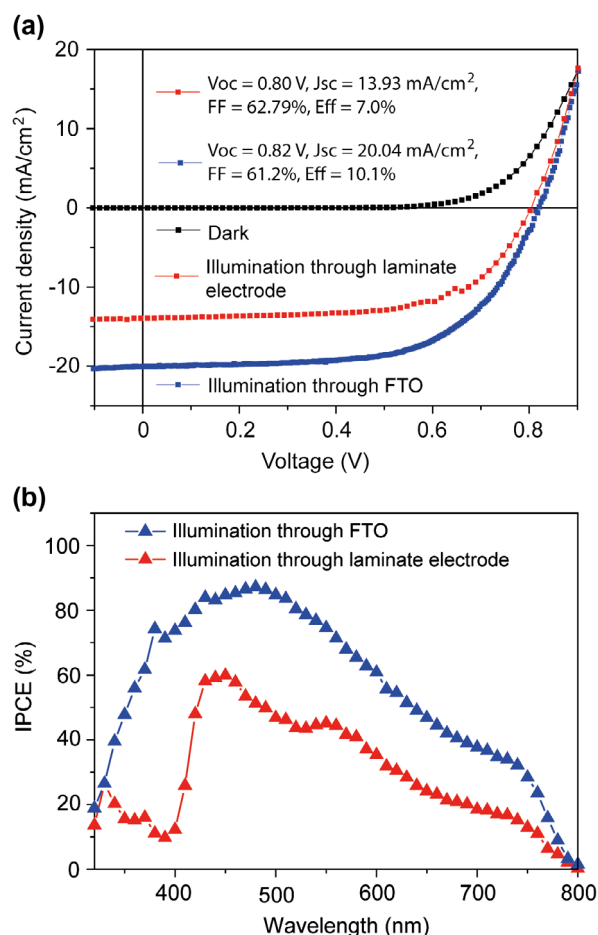 (a)
20
10
0
-10
-20
Current density (mA/cm²)
Voc = 0.80 V, Jsc = 13.93 mA/cm²,
FF = 62.79%, Eff = 7.0%
Voc = 0.82 V, Jsc = 20.04 mA/cm²,
FF = 61.2%, Eff = 10.1%
Dark
Illumination through laminate
electrode
Illumination through FTO
0 0.2 0.4 0.6 0.8
Voltage (V)
(b)
Illumination through FTO
Illumination through laminate electrode
100
80
60
40
20
0
IPCE (%)
400 500 600 700 800
Wavelength (nm)